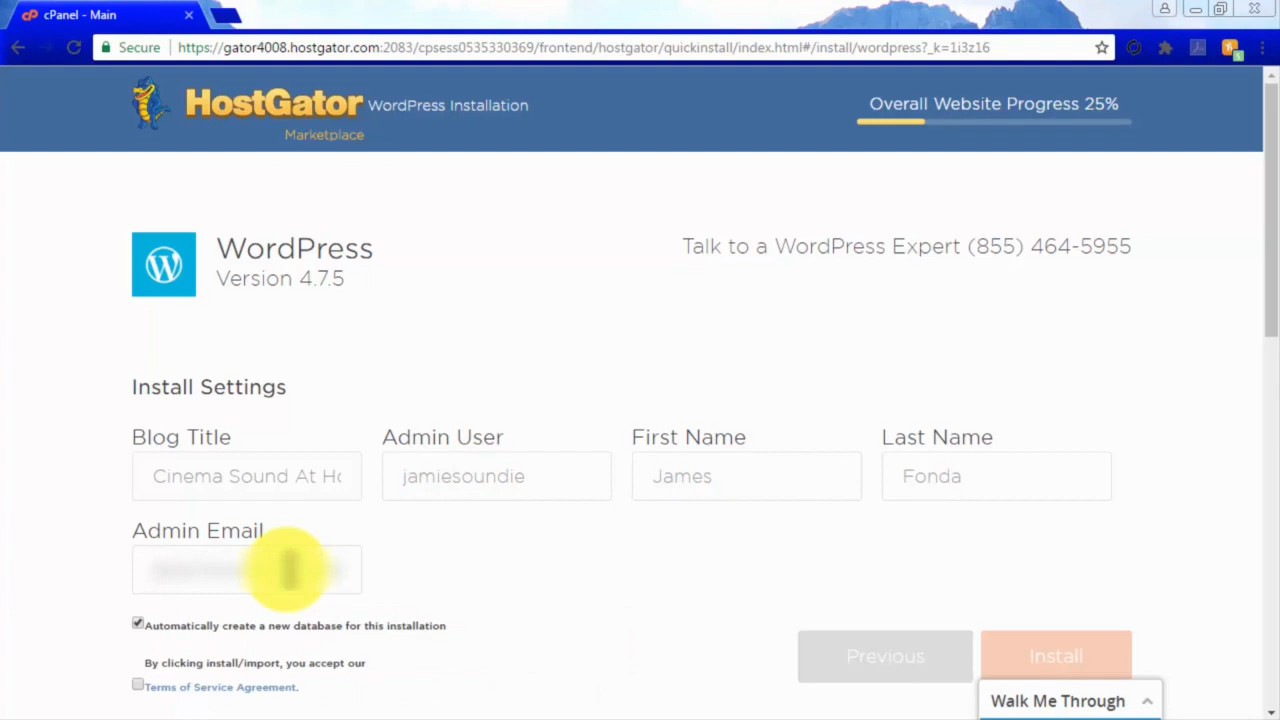 cPanel - Main
Secure https://gator4008.hostgator.com:2083/cpsess0535330369/frontend/hostgator/quickinstall/index.html#/install/wordpress?_k=1i3z16
HostGator WordPress Installation
Marketplace
Overall Website Progress 25%
WordPress
Version 4.7.5
Talk to a WordPress Expert (855) 464-5955
Install Settings
Blog Title Admin User First Name Last Name
Cinema Sound At Ho jamiesoundie James Fonda
Admin Email
Automatically create a new database for this installation
By clicking install/import, you accept our
Terms of Service Agreement.
Previous Install
Walk Me Through